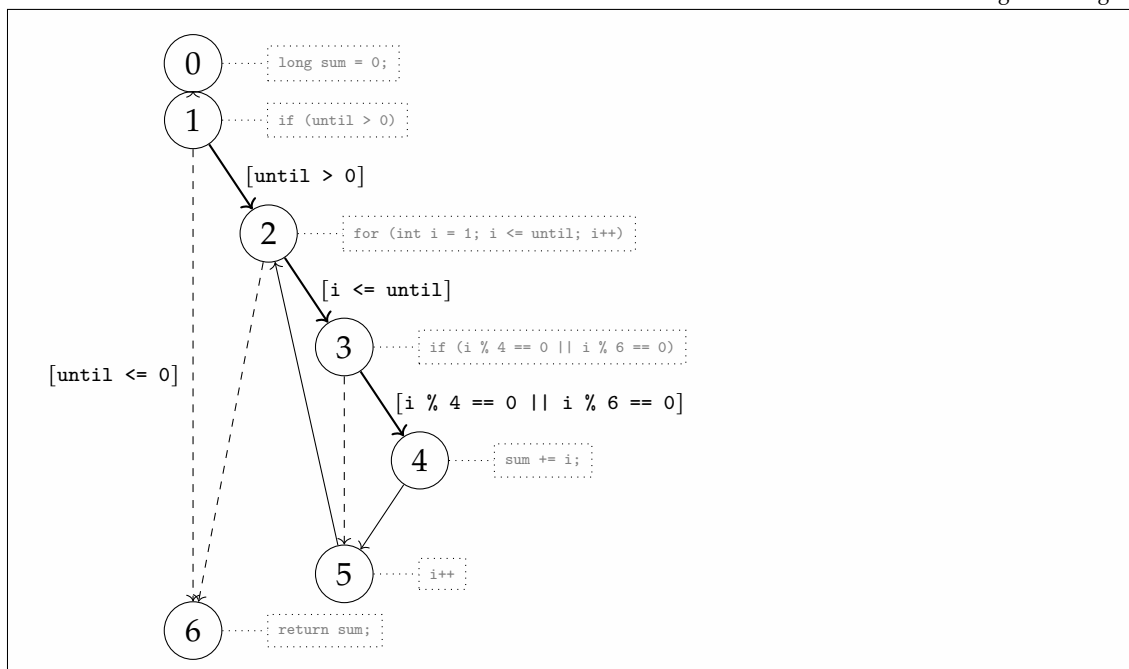 0 long sum = 0;
1 if (until > 0)
[until > 0]
2 for (int i = 1; i <= until; i++)
[i <= until]
3 if (i % 4 == 0 || i % 6 == 0)
[until <= 0]
[i % 4 == 0 || i % 6 == 0]
4 sum += i;
5 i++
6 return sum;